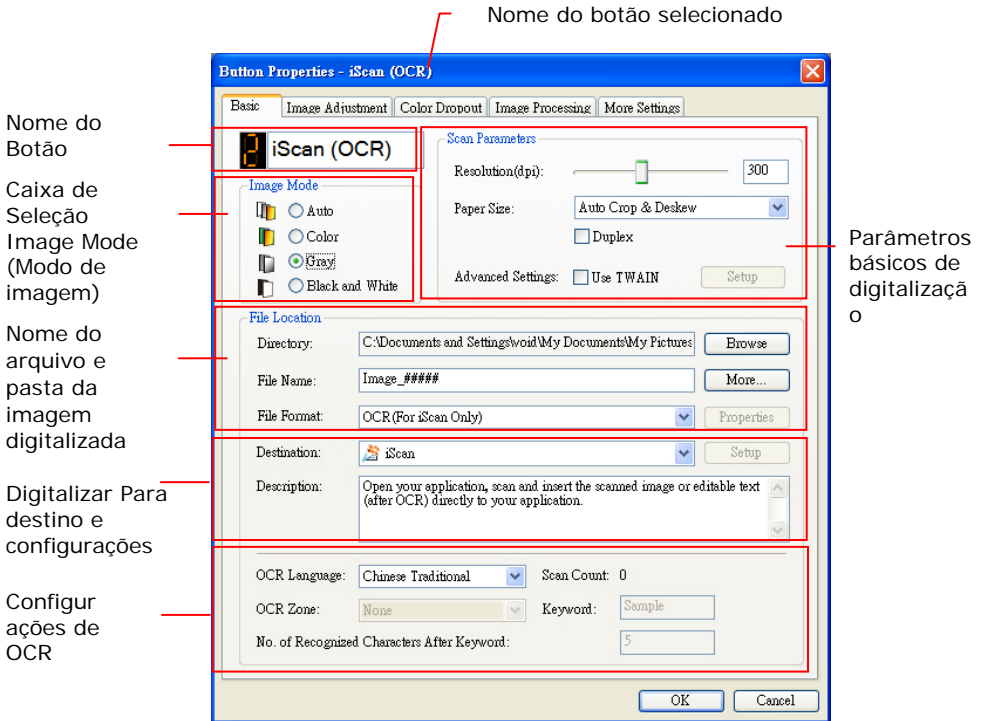 Nome do botão selecionado
Button Properties - iScan (OCR)
Basic Image Adjustment Color Dropout Image Processing More Settings
Nome do
Botão
2 iScan (OCR)
Caixa de
Seleção
Image Mode
(Modo de
imagem)
Image Mode
Auto
Color
Gray
Black and White
Scan Parameters
Resolution(dpi): 300
Paper Size: Auto Crop & Deskew
Duplex
Advanced Settings: Use TWAIN Setup
Parâmetros
básicos de
digitalizaçã
o
Nome do
arquivo e
pasta da
imagem
digitalizada
File Location
Directory: C:\Documents and Settings\void\My Documents\My Pictures Browse
File Name: Image_##### More...
File Format: OCR(For iScan Only) Properties
Digitalizar Para
destino e
configurações
Destination: iScan Setup
Description: Open your application, scan and insert the scanned image or editable text
(after OCR) directly to your application.
Configur
ações de
OCR
OCR Language: Chinese Traditional Scan Count: 0
OCR Zone: None Keyword: Sample
No. of Recognized Characters After Keyword: 5
OK Cancel